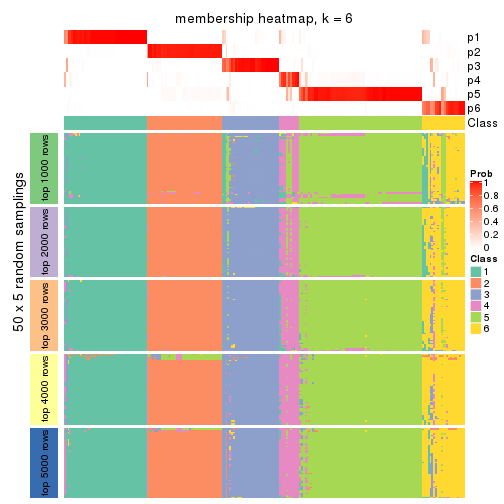 membership heatmap, k = 6
p1
p2
p3
p4
p5
p6
Class
50 x 5 random samplings
top 1000 rows
top 2000 rows
top 3000 rows
top 4000 rows
top 5000 rows
Prob
1
0.8
0.6
0.4
0.2
0
Class
1
2
3
4
5
6